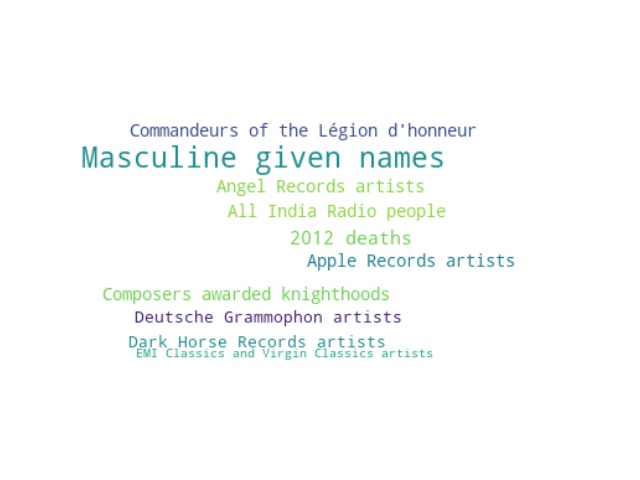 Commandeurs of the Légion d'honneur
Masculine given names
Angel Records artists
All India Radio people
2012 deaths
Apple Records artists
Composers awarded knighthoods
Deutsche Grammophon artists
Dark Horse Records artists
EMI Classics and Virgin Classics artists